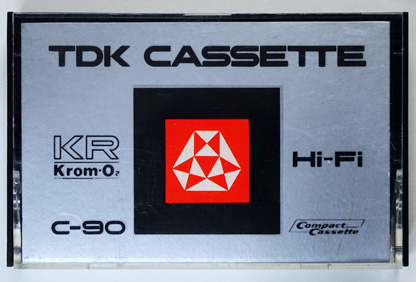 TDK CASSETTE
KR
Krom·O₂
Hi-Fi
C-90
Compact
Cassette